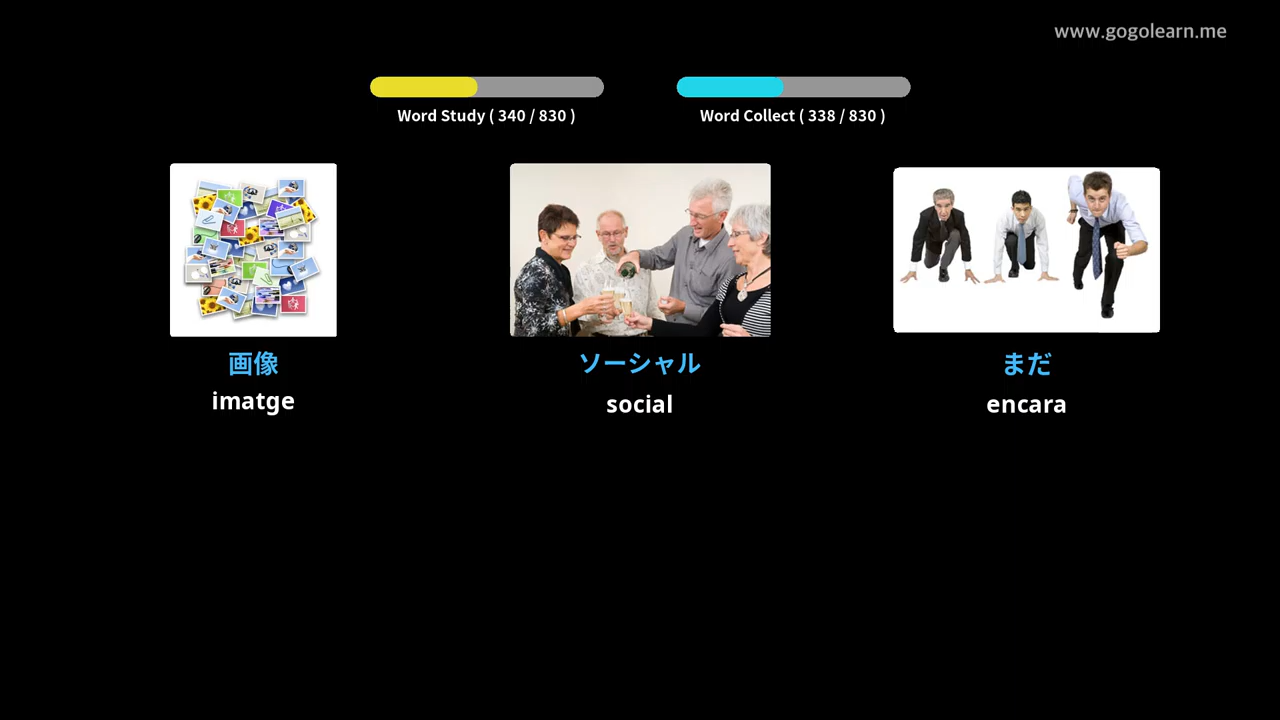 www.gogolearn.me
Word Study ( 340 / 830 )
Word Collect ( 338 / 830 )
画像
imatge
ソーシャル
social
まだ
encara